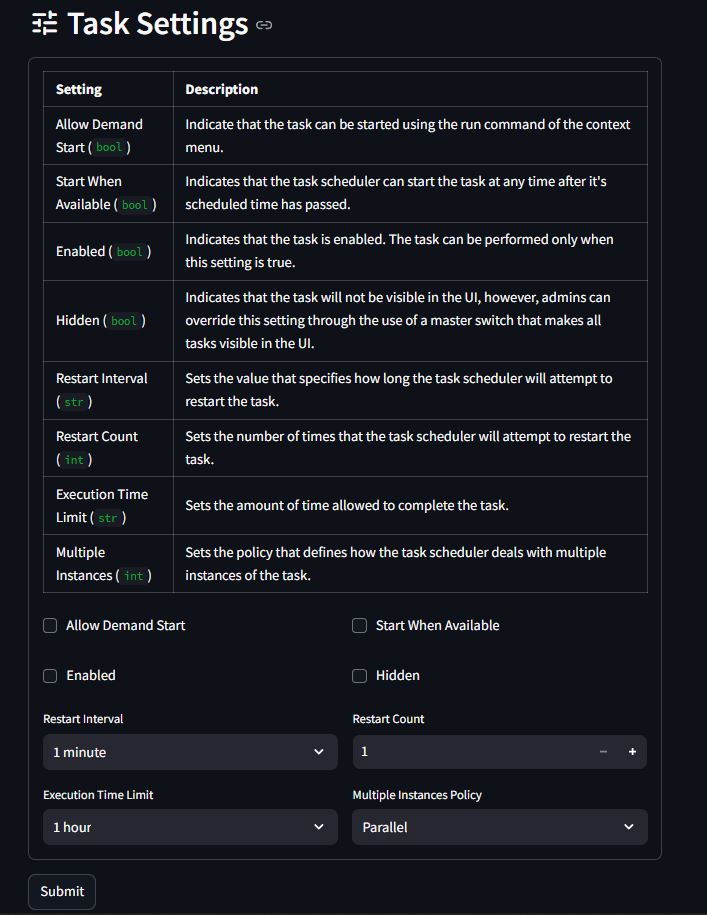 Task Settings
Setting Description
Allow Demand Start ( bool ) Indicate that the task can be started using the run command of the context menu.
Start When Available ( bool ) Indicates that the task scheduler can start the task at any time after it's scheduled time has passed.
Enabled ( bool ) Indicates that the task is enabled. The task can be performed only when this setting is true.
Hidden ( bool ) Indicates that the task will not be visible in the UI, however, admins can override this setting through the use of a master switch that makes all tasks visible in the UI.
Restart Interval ( str ) Sets the value that specifies how long the task scheduler will attempt to restart the task.
Restart Count ( int ) Sets the number of times that the task scheduler will attempt to restart the task.
Execution Time Limit ( str ) Sets the amount of time allowed to complete the task.
Multiple Instances ( int ) Sets the policy that defines how the task scheduler deals with multiple instances of the task.
Allow Demand Start Start When Available
Enabled Hidden
Restart Interval Restart Count
1 minute 1 − +
Execution Time Limit Multiple Instances Policy
1 hour Parallel
Submit